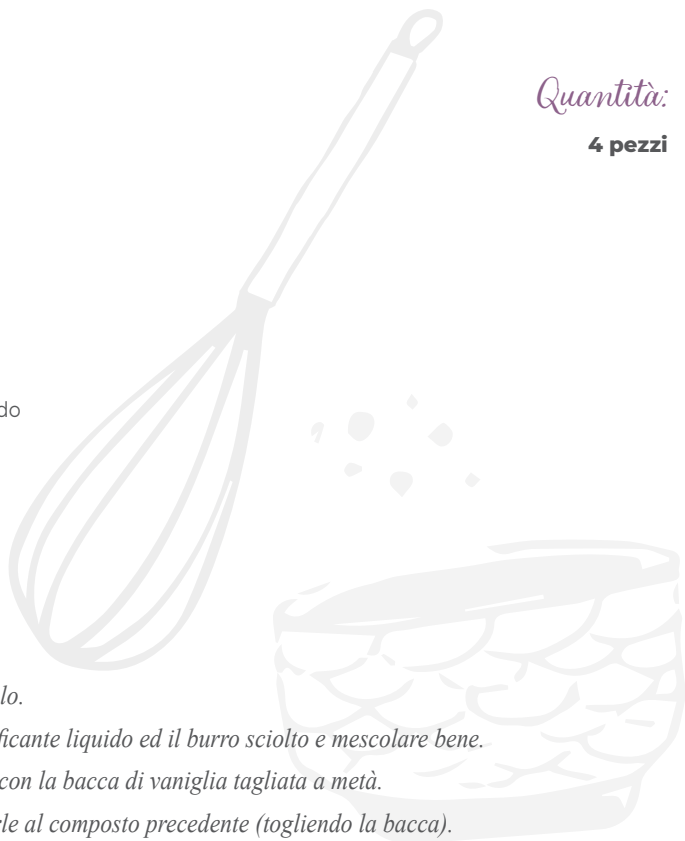 Quantità:
4 pezzi
do
lo.
ficante liquido ed il burro sciolto e mescolare bene.
con la bacca di vaniglia tagliata a metà.
le al composto precedente (togliendo la bacca).